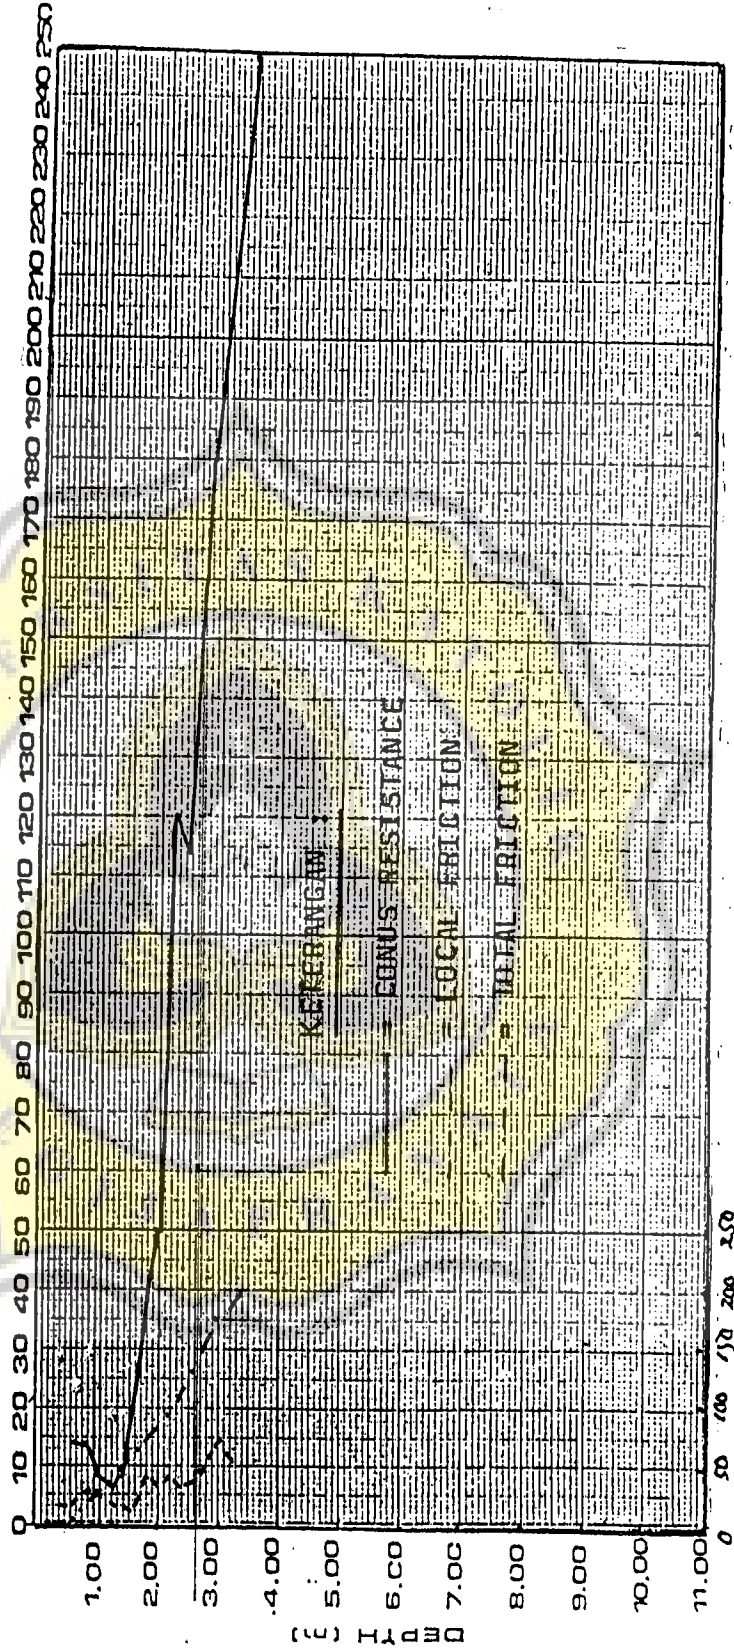 0 10 20 30 40 50 60 70 80 90 100 110 120 130 140 150 160 170 180 190 200 210 220 230 240 250
1.00
2.00
3.00
4.00
5.00
6.00
7.00
8.00
9.00
10.00
11.00
DEPTH
KETERANGAN :
= CONUS RESISTANCE
= LOCAL FRICTION
= TOTAL FRICTION
0 50 100 150 200 250